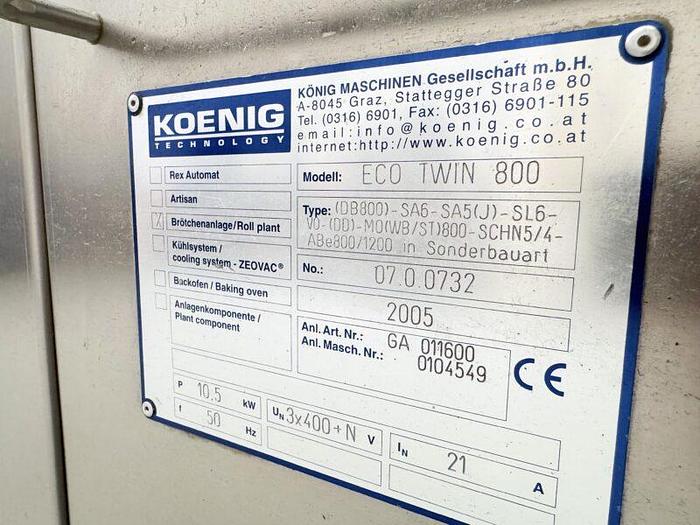 KOENIG
TECHNOLOGY
KÖNIG MASCHINEN Gesellschaft m.b.H.
A-8045 Graz, Stattegger Straße 80
Tel. (0316) 6901, Fax: (0316) 6901-115
email: info@koenig.co.at
internet:http://www.koenig.co.at
Rex Automat
Artisan
Brötchenanlage/Roll plant
Kühlsystem /
cooling system - ZEOVAC®
Backofen / Baking oven
Anlagenkomponente /
Plant component
Modell: ECO TWIN 800
Type: (DB800)-SA6-SA5(J)-SL6-
V0-(DD)-MO(WB/ST)800-SCHN5/4-
ABe800/1200 in Sonderbauart
No.: 07.0.0732
2005
Anl. Art. Nr.: GA 011600
Anl. Masch. Nr.: 0104549
CE
P 10.5 kW
UN 3x400+N V
IN 21 A
f 50 Hz